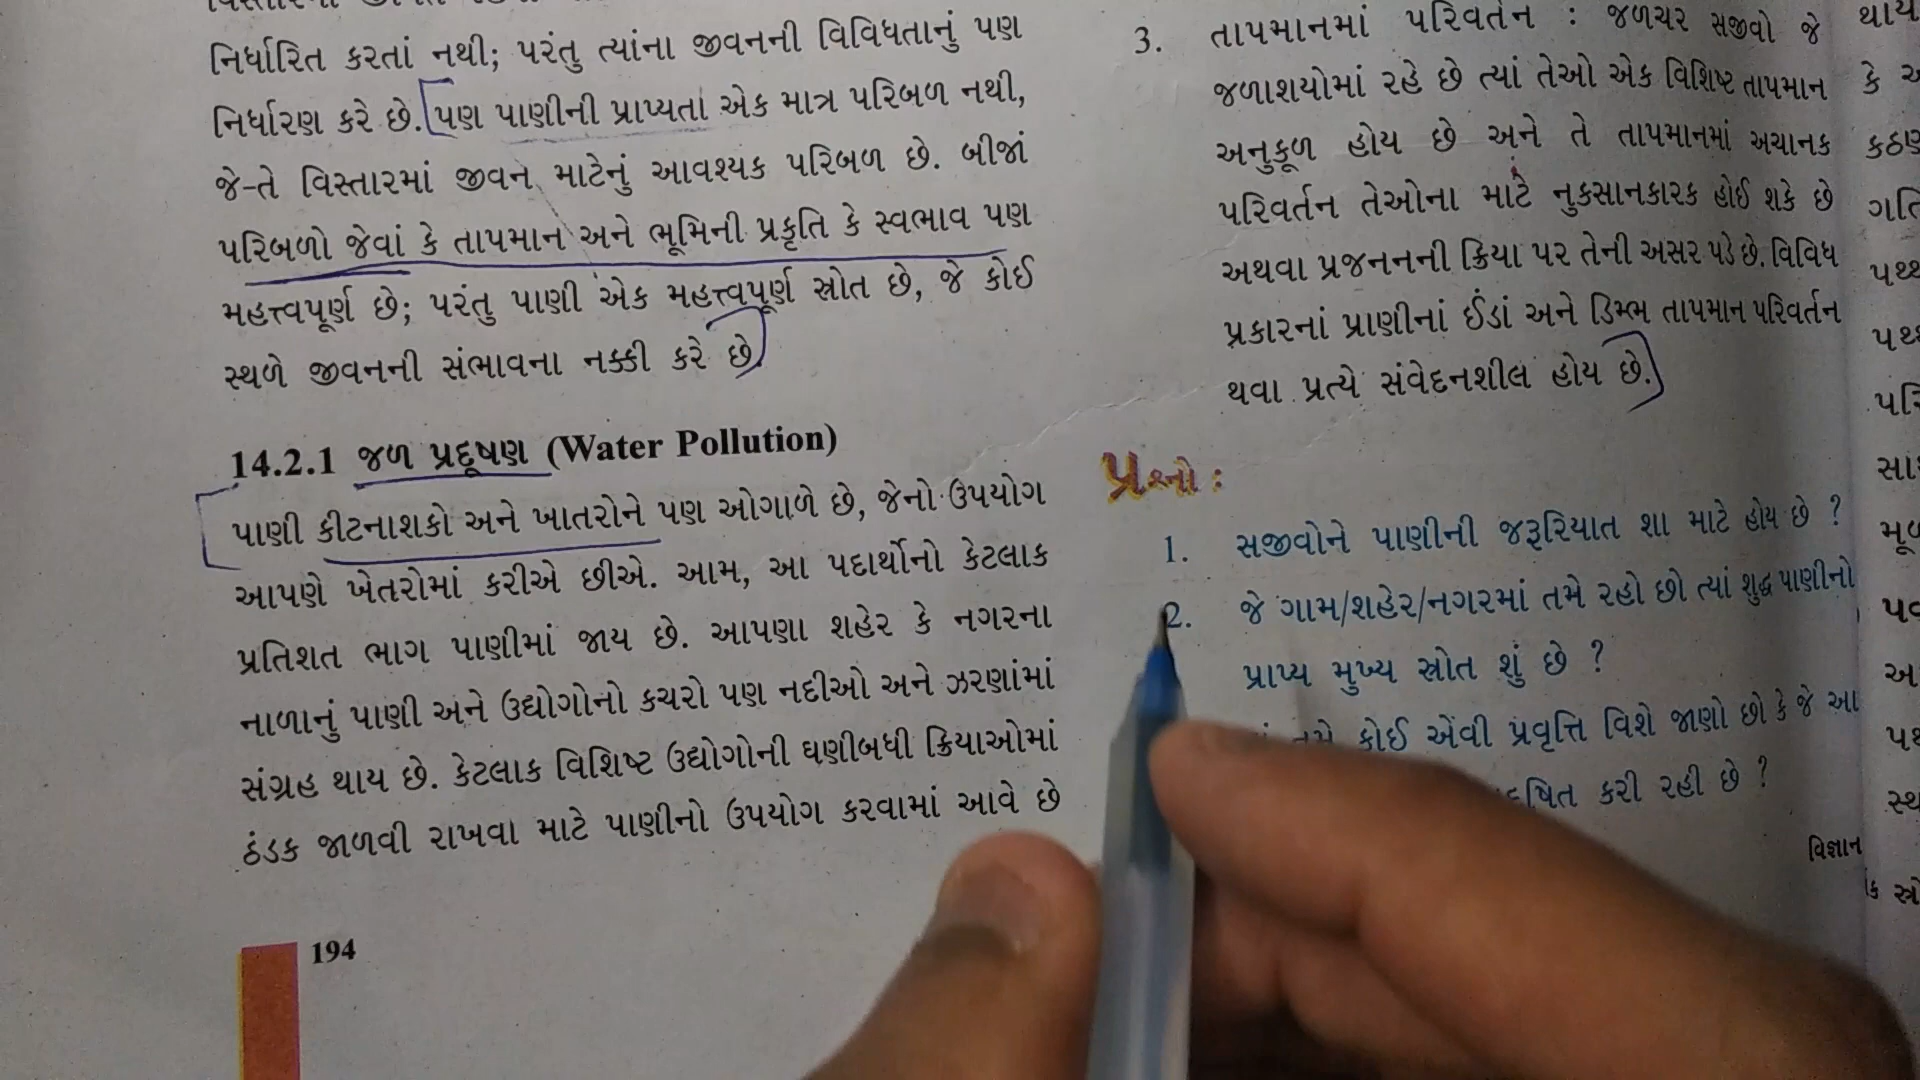 નિર્ધારિત કરતાં નથી; પરંતુ ત્યાંના જીવનની વિવિધતાનું પણ
નિર્ધારણ કરે છે. પણ પાણીની પ્રાપ્યતા એક માત્ર પરિબળ નથી,
જે-તે વિસ્તારમાં જીવન માટેનું આવશ્યક પરિબળ છે. બીજાં
પરિબળો જેવાં કે તાપમાન અને ભૂમિની પ્રકૃતિ કે સ્વભાવ પણ
મહત્ત્વપૂર્ણ છે; પરંતુ પાણી એક મહત્ત્વપૂર્ણ સ્રોત છે, જે કોઈ
સ્થળે જીવનની સંભાવના નક્કી કરે છે.
14.2.1 જળ પ્રદૂષણ (Water Pollution)
પાણી કીટનાશકો અને ખાતરોને પણ ઓગાળે છે, જેનો ઉપયોગ
આપણે ખેતરોમાં કરીએ છીએ. આમ, આ પદાર્થોનો કેટલાક
પ્રતિશત ભાગ પાણીમાં જાય છે. આપણા શહેર કે નગરના
નાળાનું પાણી અને ઉદ્યોગોનો કચરો પણ નદીઓ અને ઝરણાંમાં
સંગ્રહ થાય છે. કેટલાક વિશિષ્ટ ઉદ્યોગોની ઘણીબધી ક્રિયાઓમાં
ઠંડક જાળવી રાખવા માટે પાણીનો ઉપયોગ કરવામાં આવે છે
194
3. તાપમાનમાં પરિવર્તન : જળચર સજીવો જે
જળાશયોમાં રહે છે ત્યાં તેઓ એક વિશિષ્ટ તાપમાન
અનુકૂળ હોય છે અને તે તાપમાનમાં અચાનક
પરિવર્તન તેઓના માટે નુકસાનકારક હોઈ શકે છે
અથવા પ્રજનનની ક્રિયા પર તેની અસર પડે છે. વિવિધ
પ્રકારનાં પ્રાણીનાં ઈંડાં અને ડિમ્ભ તાપમાન પરિવર્તન
થવા પ્રત્યે સંવેદનશીલ હોય છે.
પ્રશ્નો :
1. સજીવોને પાણીની જરૂરિયાત શા માટે હોય છે ?
2. જે ગામ/શહેર/નગરમાં તમે રહો છો ત્યાં શુદ્ધ પાણીનો
પ્રાપ્ય મુખ્ય સ્રોત શું છે ?
તમે કોઈ એવી પ્રવૃત્તિ વિશે જાણો છો કે જે આ
કરી રહી છે ?
વિજ્ઞાન
થાય
કે